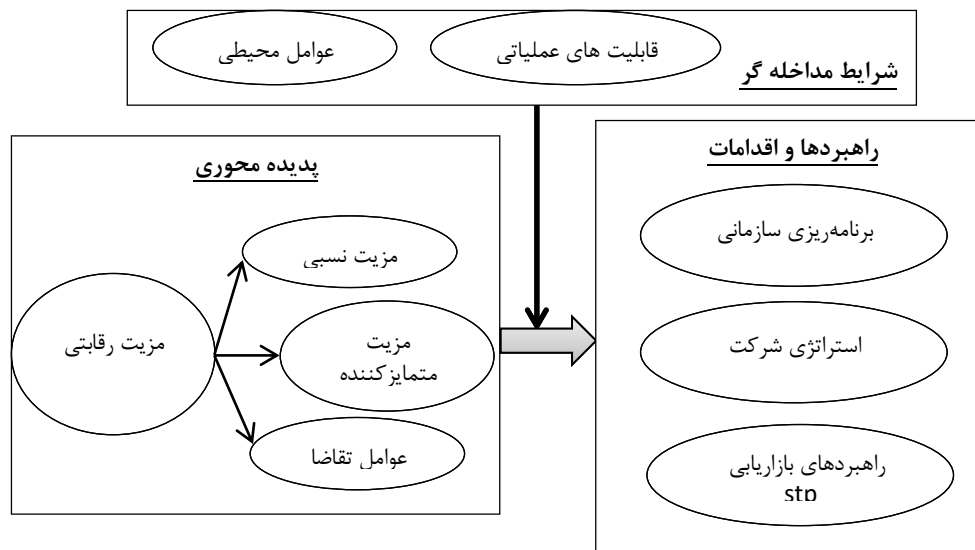 قابلیت های عملیاتی
عوامل محیطی
شرایط مداخله گر
راهبردها و اقدامات
برنامه‌ریزی سازمانی
استراتژی شرکت
راهبردهای بازاریابی
stp
پدیده محوری
مزیت نسبی
مزیت رقابتی
مزیت
متمایزکننده
عوامل تقاضا